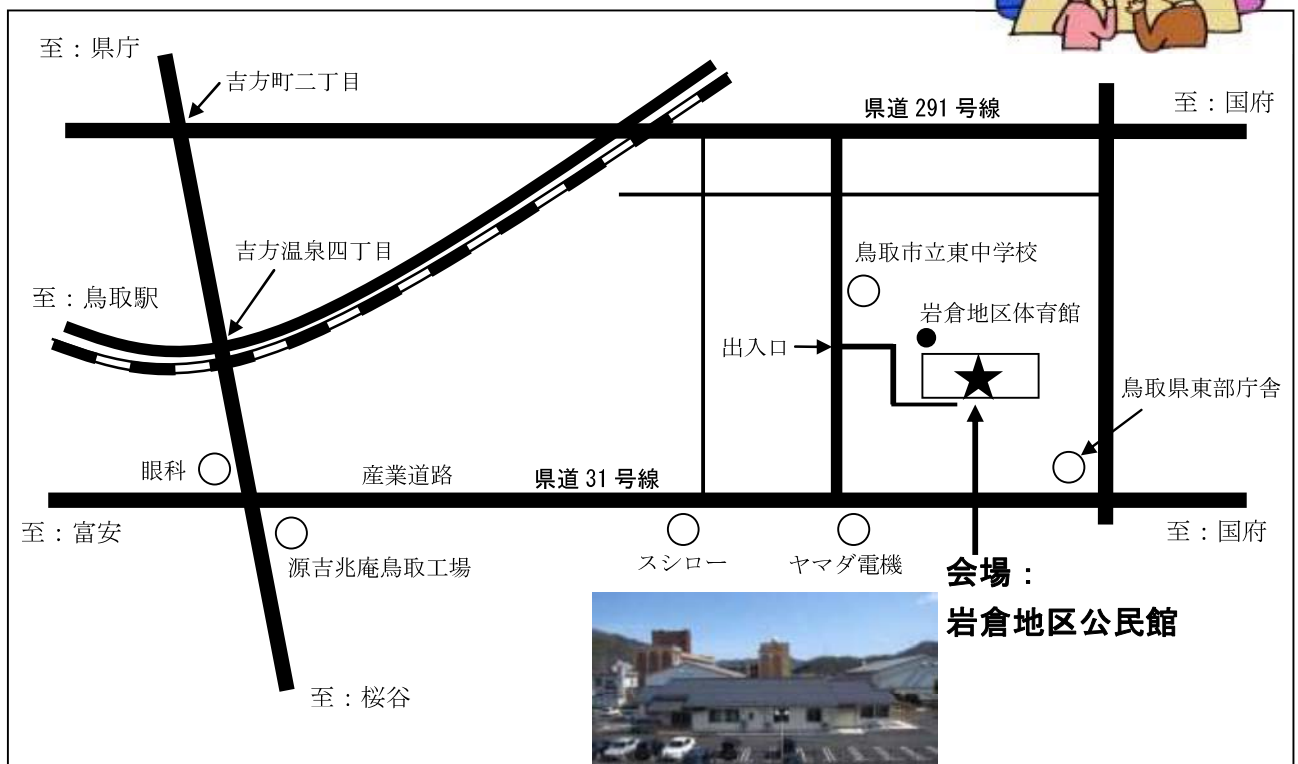 至：県庁
吉方町二丁目
県道 291 号線
至：国府
吉方温泉四丁目
鳥取市立東中学校
至：鳥取駅
岩倉地区体育館
出入口
鳥取県東部庁舎
眼科
産業道路
県道 31 号線
至：富安
至：国府
源吉兆庵鳥取工場
スシロー
ヤマダ電機
会場：
岩倉地区公民館
至：桜谷